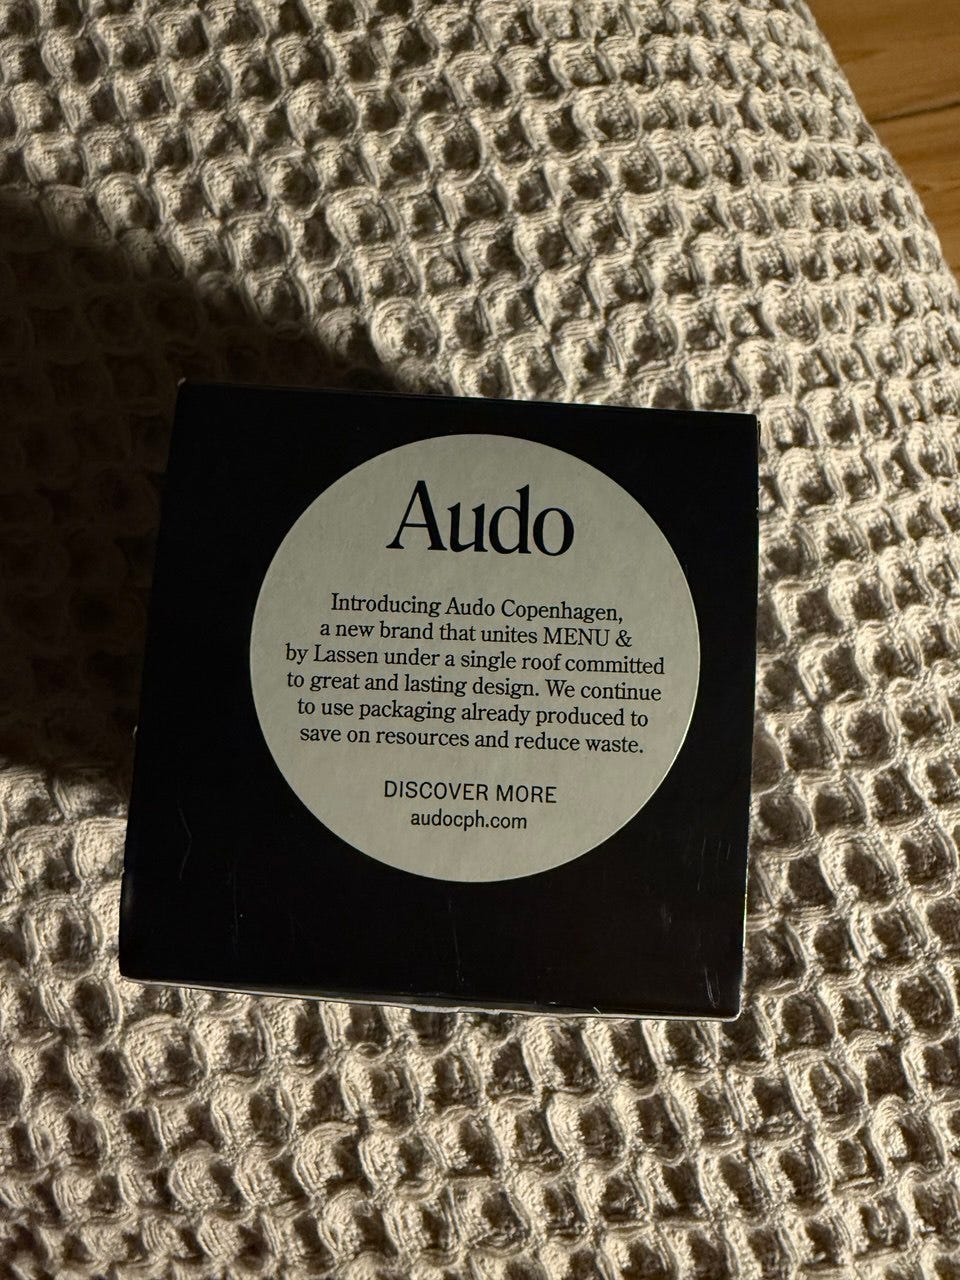 Audo
Introducing Audo Copenhagen,
a new brand that unites MENU &
by Lassen under a single roof committed
to great and lasting design. We continue
to use packaging already produced to
save on resources and reduce waste.
DISCOVER MORE
audocph.com